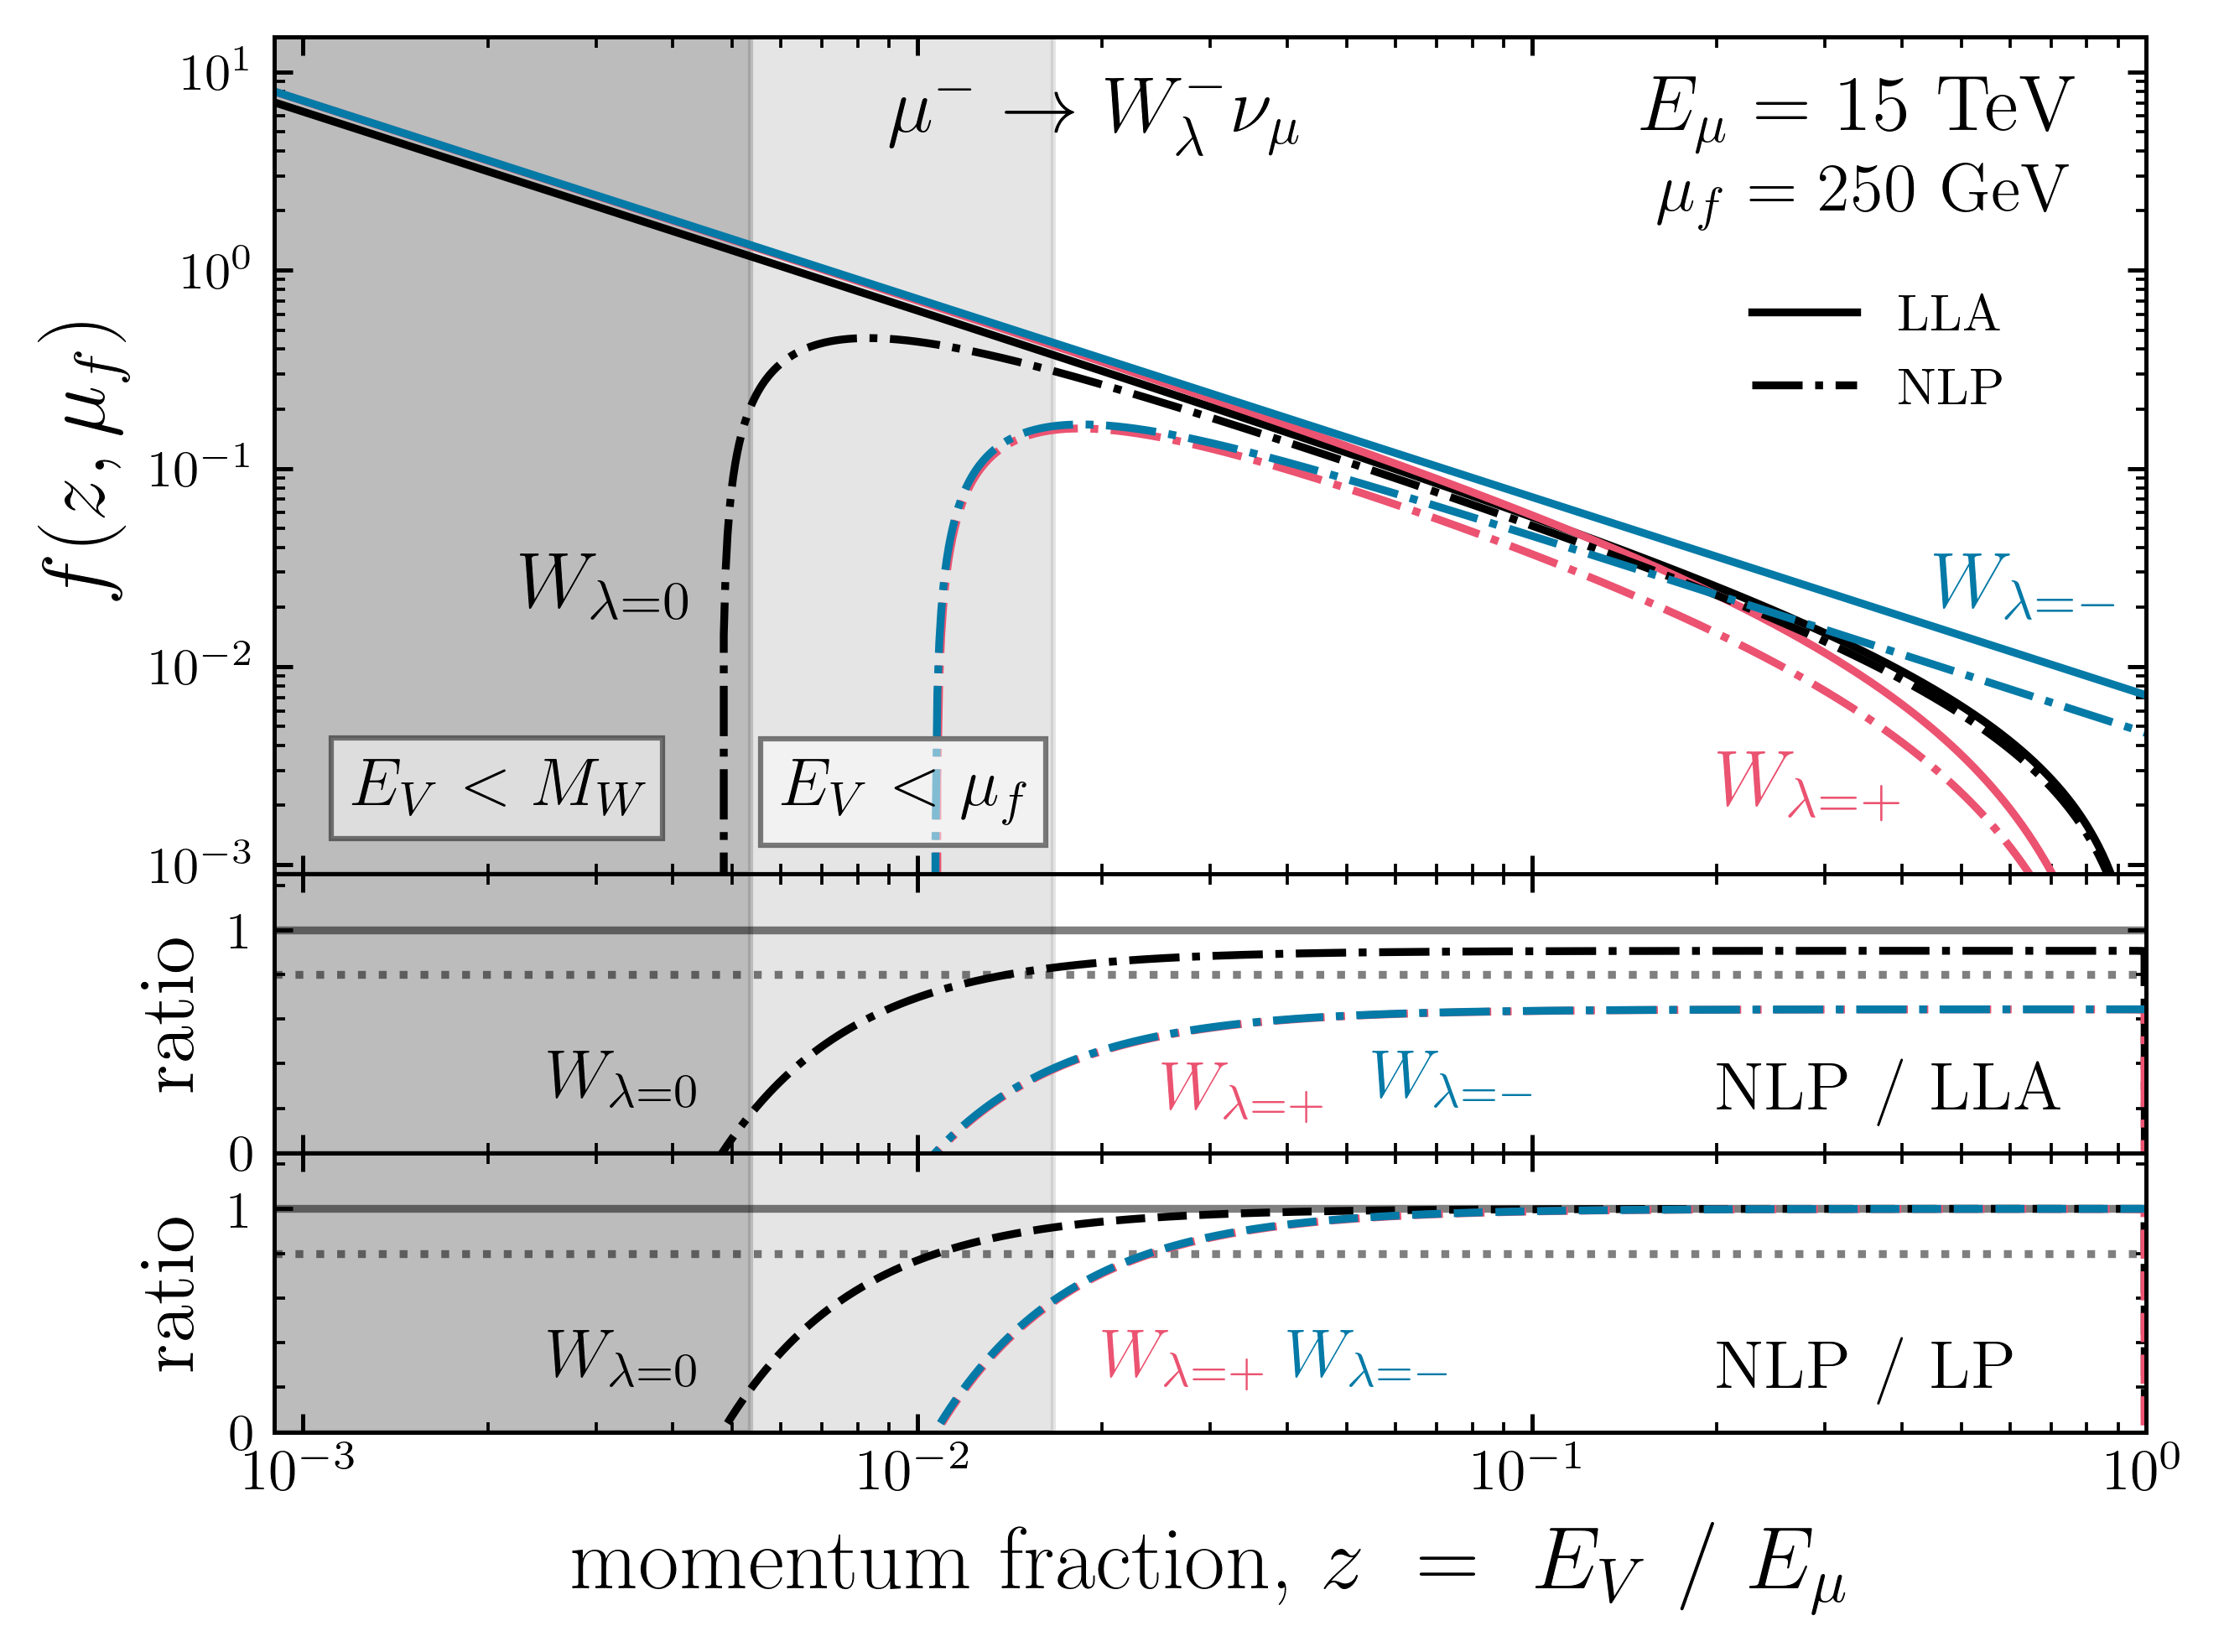 μ⁻ → W⁻_λ ν_μ
E_μ = 15 TeV
μ_f = 250 GeV
LLA
NLP
f(z, μ_f)
10¹
10⁰
10⁻¹
10⁻²
10⁻³
W_λ=0
W_λ=−
W_λ=+
E_V < M_W
E_V < μ_f
ratio
1
0
W_λ=0
W_λ=+
W_λ=−
NLP / LLA
ratio
1
0
W_λ=0
W_λ=+
W_λ=−
NLP / LP
10⁻³
10⁻²
10⁻¹
10⁰
momentum fraction, z = E_V / E_μ